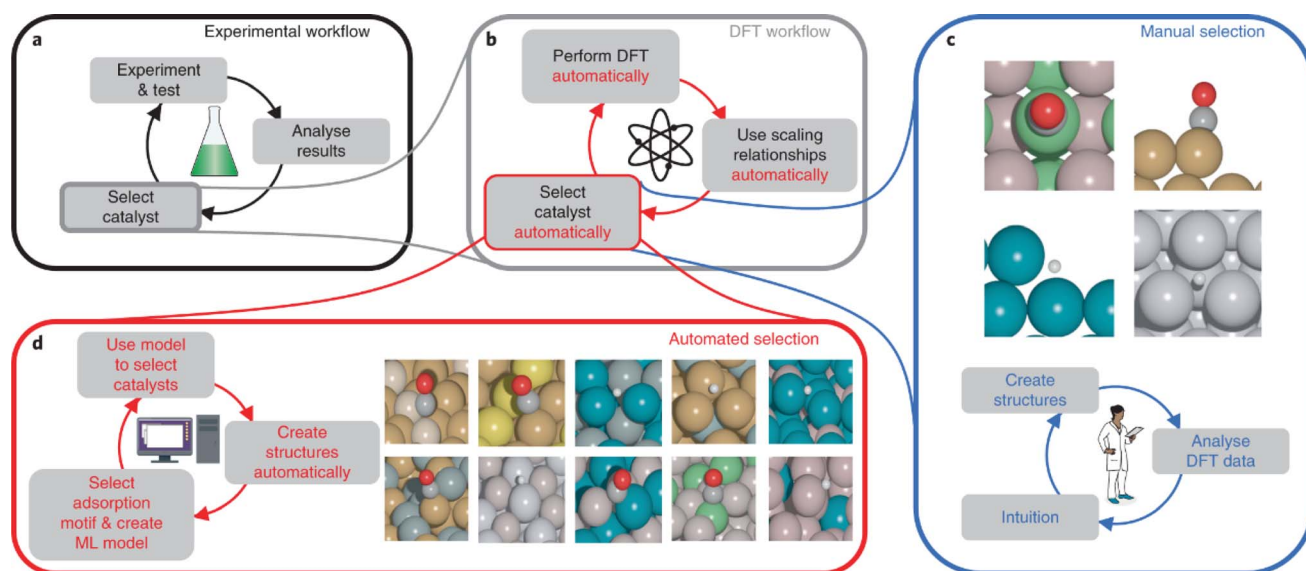 a
Experimental workflow
Experiment
& test
Analyse
results
Select
catalyst
b
DFT workflow
Perform DFT
automatically
Use scaling
relationships
automatically
Select
catalyst
automatically
c
Manual selection
Create
structures
Analyse
DFT data
Intuition
d
Automated selection
Use model
to select
catalysts
Create
structures
automatically
Select
adsorption
motif & create
ML model